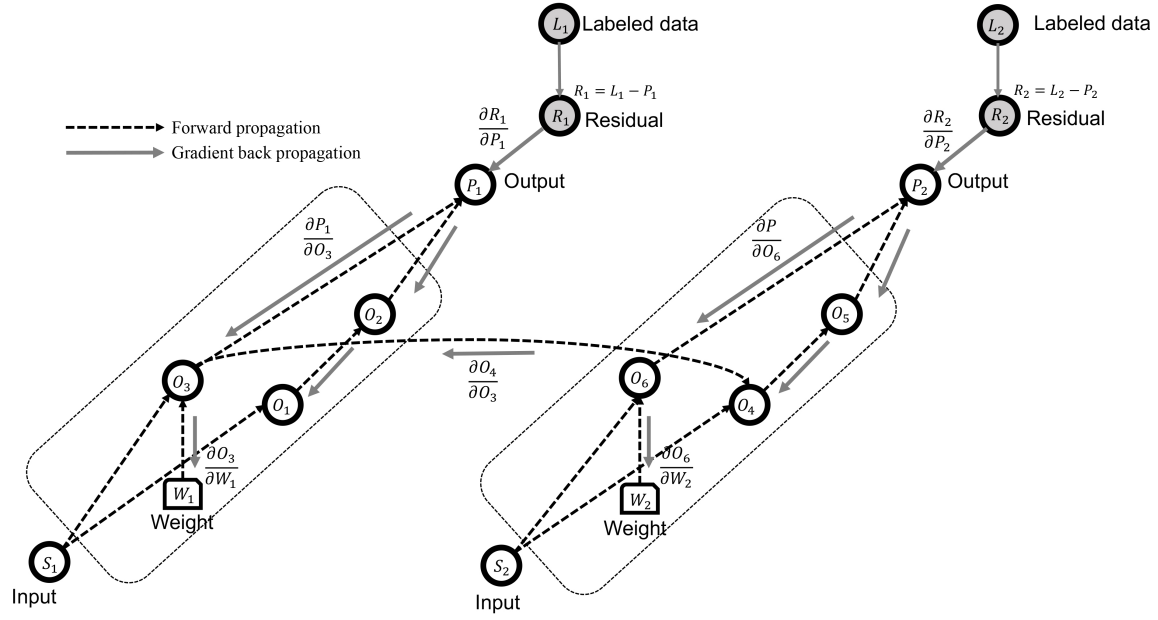 L₁ Labeled data
L₂ Labeled data
R₁ = L₁ − P₁
R₂ = L₂ − P₂
R₁ Residual
R₂ Residual
∂R₁/∂P₁
∂R₂/∂P₂
Forward propagation
Gradient back propagation
P₁ Output
P₂ Output
∂P₁/∂O₃
∂P/∂O₆
O₂
O₅
O₃
∂O₄/∂O₃
O₆
O₁
O₄
∂O₃/∂W₁
∂O₆/∂W₂
W₁
Weight
W₂
Weight
S₁
Input
S₂
Input